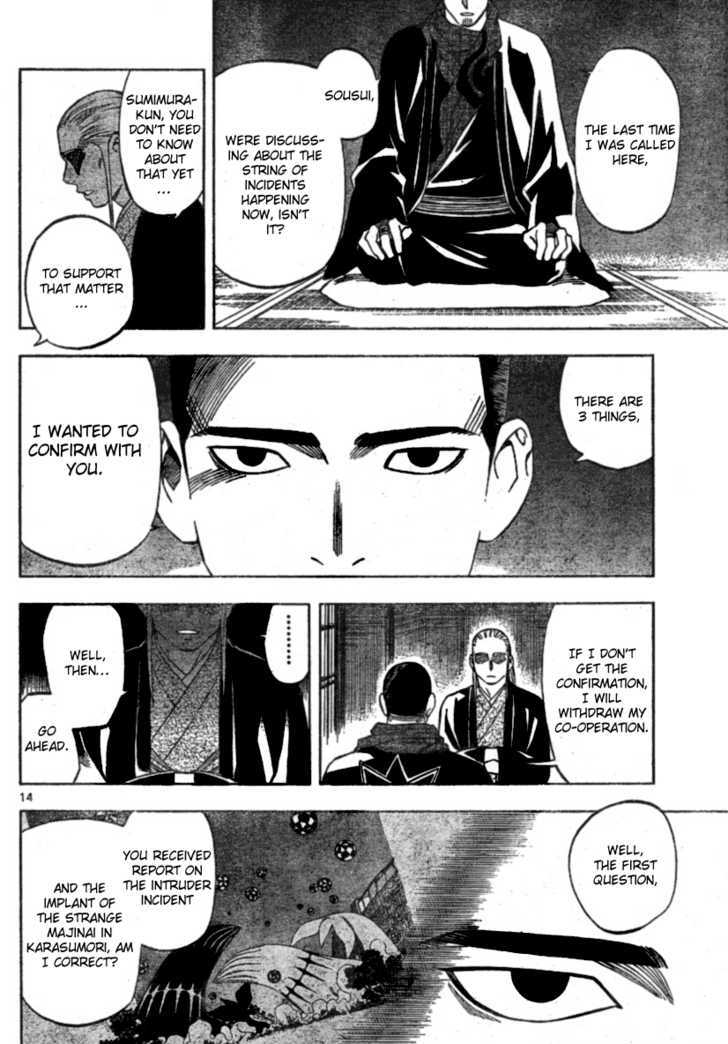 THE LAST TIME
I WAS CALLED
HERE,
SOUSUI,
WERE DISCUSS-
ING ABOUT THE
STRING OF
INCIDENTS
HAPPENING
NOW, ISN'T
IT?
SUMIMURA-
KUN, YOU
DON'T NEED
TO KNOW
ABOUT
THAT YET
...
TO SUPPORT
THAT MATTER
...
THERE ARE
3 THINGS,
I WANTED TO
CONFIRM WITH
YOU.
IF I DON'T
GET THE
CONFIRMATION,
I WILL
WITHDRAW MY
CO-OPERATION.
.........
WELL,
THEN...
GO
AHEAD.
14
WELL,
THE FIRST
QUESTION,
YOU RECEIVED
REPORT ON
THE INTRUDER
INCIDENT
AND THE
IMPLANT OF
THE STRANGE
MAJINAI IN
KARASUMORI, AM
I CORRECT?